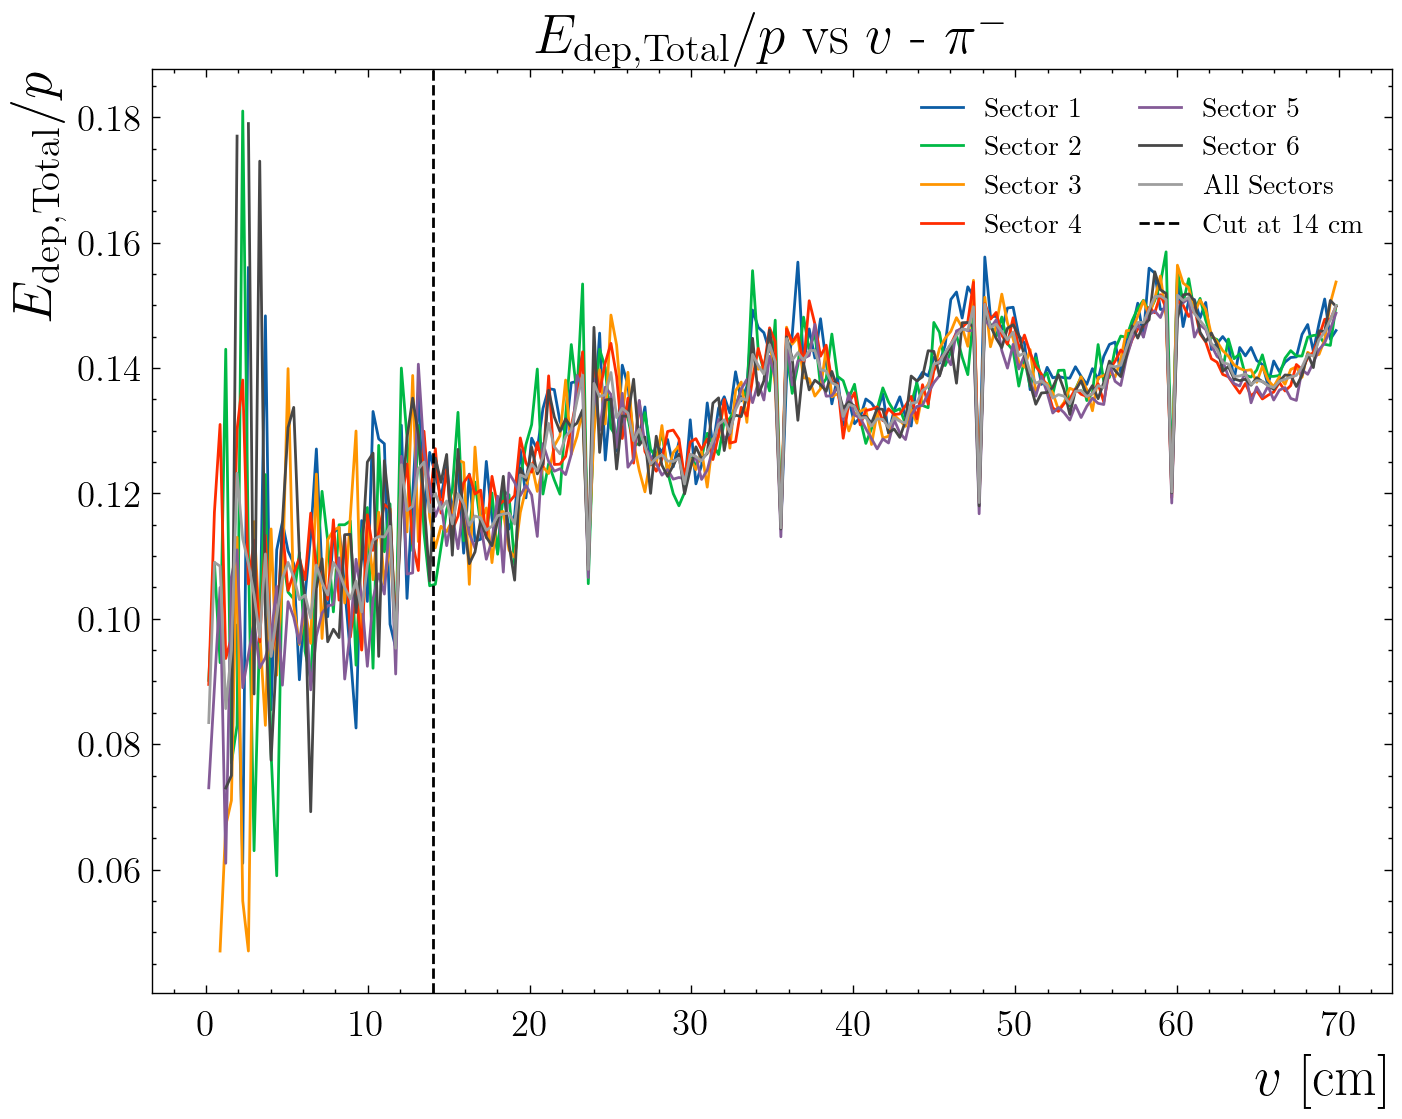 E_dep,Total/p vs v - π⁻
E_dep,Total/p
Sector 1
Sector 2
Sector 3
Sector 4
Sector 5
Sector 6
All Sectors
Cut at 14 cm
0.18
0.16
0.14
0.12
0.10
0.08
0.06
0 10 20 30 40 50 60 70
v [cm]